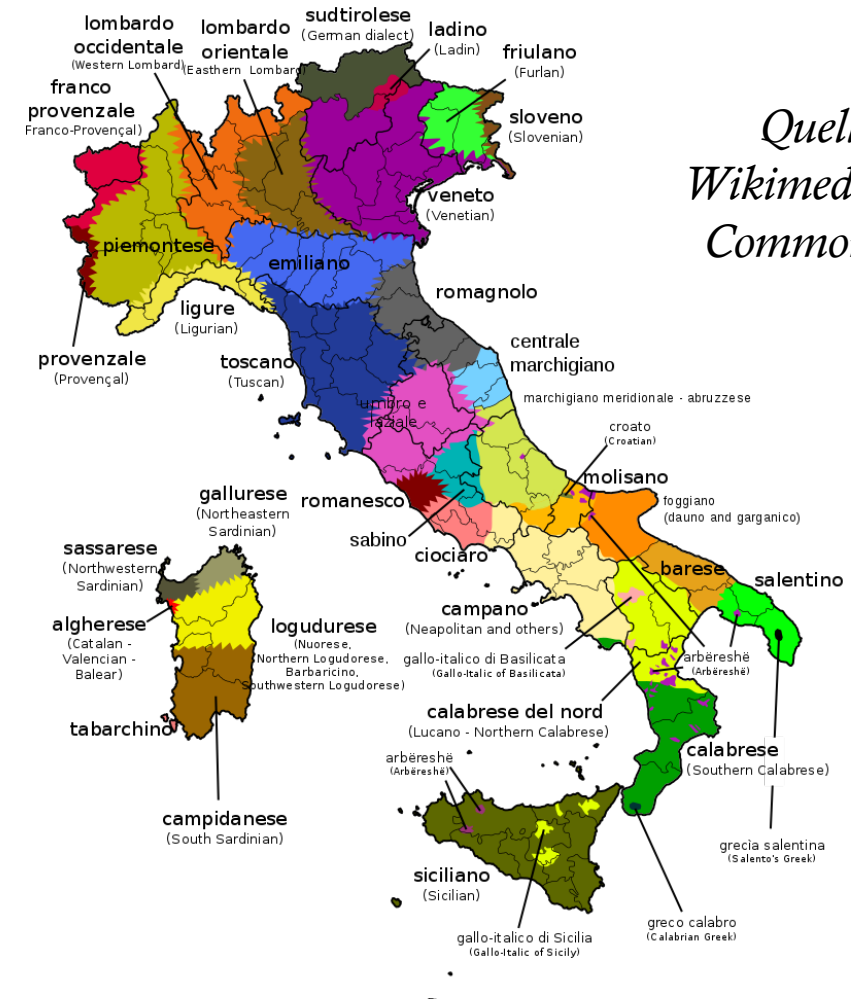 lombardo
occidentale
(Western Lombard)
lombardo
orientale
(Eastern Lombard)
sudtirolese
(German dialect)
ladino
(Ladin)
friulano
(Furlan)
franco
provenzale
Franco-Provençal)
sloveno
(Slovenian)
Quell
Wikimed
Commo
veneto
(Venetian)
piemontese
emiliano
romagnolo
ligure
(Ligurian)
centrale
marchigiano
provenzale
(Provençal)
toscano
(Tuscan)
marchigiano meridionale - abruzzese
umbro e
laziale
croato
(Croatian)
molisano
foggiano
(dauno and garganico)
gallurese
(Northeastern
Sardinian)
romanesco
sabino
ciociaro
sassarese
(Northwestern
Sardinian)
barese
salentino
campano
(Neapolitan and others)
algherese
(Catalan -
Valencian -
Balear)
logudurese
(Nuorese,
Northern Logudorese,
Barbaricino,
Southwestern Logudorese)
gallo-italico di Basilicata
(Gallo-Italic of Basilicata)
arbëreshë
(Arbëreshë)
tabarchino
calabrese del nord
(Lucano - Northern Calabrese)
calabrese
(Southern Calabrese)
arbëreshë
(Arbëreshë)
campidanese
(South Sardinian)
grecia salentina
(Salento's Greek)
siciliano
(Sicilian)
greco calabro
(Calabrian Greek)
gallo-italico di Sicilia
(Gallo-Italic of Sicily)